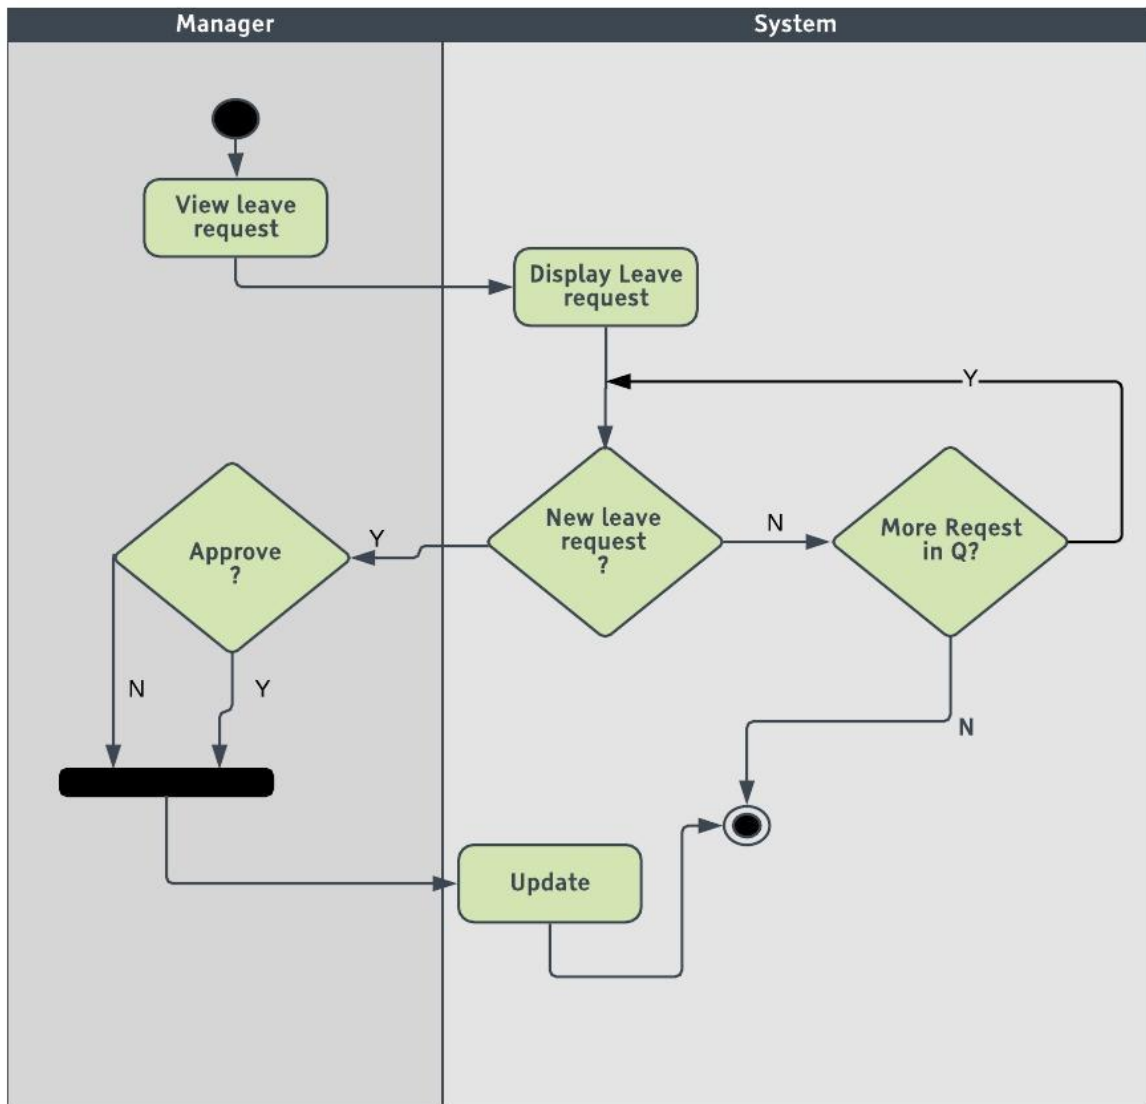 Manager
System
View leave
request
Display Leave
request
Y
New leave
request
?
N
More Reqest
in Q?
Y
Approve
?
N
Y
N
Update